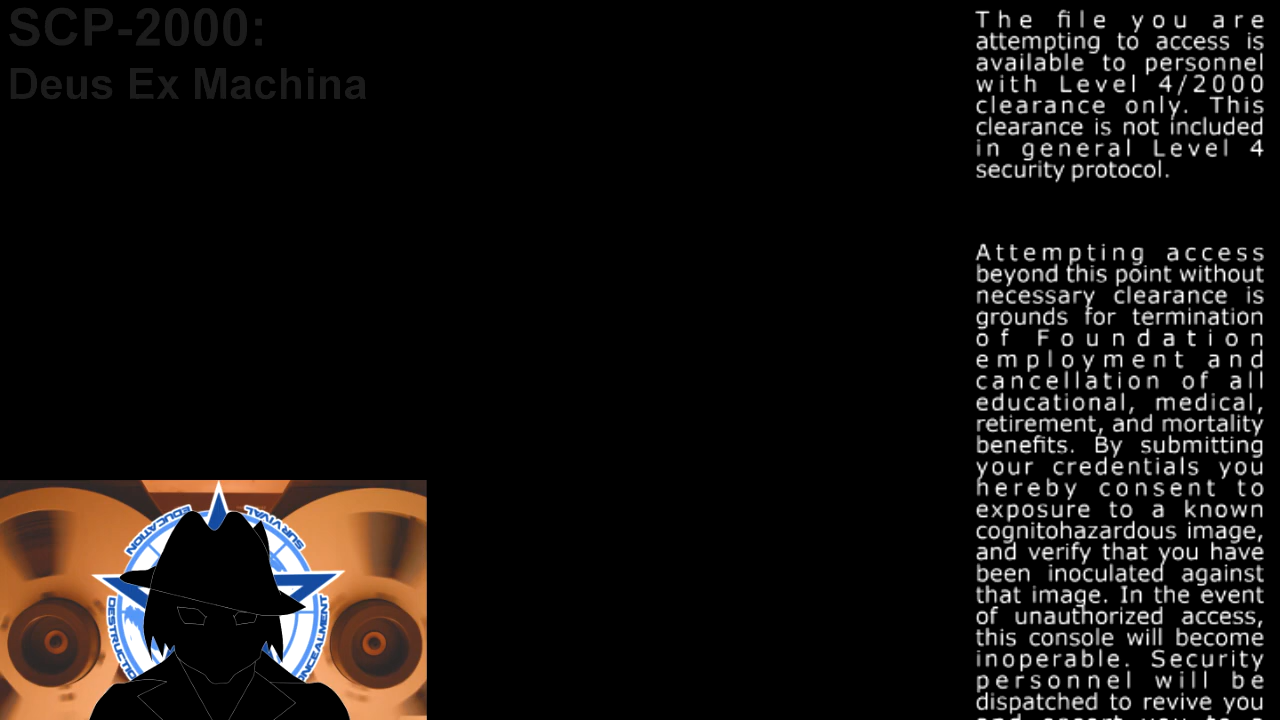 SCP-2000:
Deus Ex Machina
The file you are
attempting to access is
available to personnel
with Level 4/2000
clearance only. This
clearance is not included
in general Level 4
security protocol.
Attempting access
beyond this point without
necessary clearance is
grounds for termination
of Foundation
employment and
cancellation of all
educational, medical,
retirement, and mortality
benefits. By submitting
your credentials you
hereby consent to
exposure to a known
cognitohazardous image,
and verify that you have
been inoculated against
that image. In the event
of unauthorized access,
this console will become
inoperable. Security
personnel will be
dispatched to revive you
EDUCATION
SURVIVAL